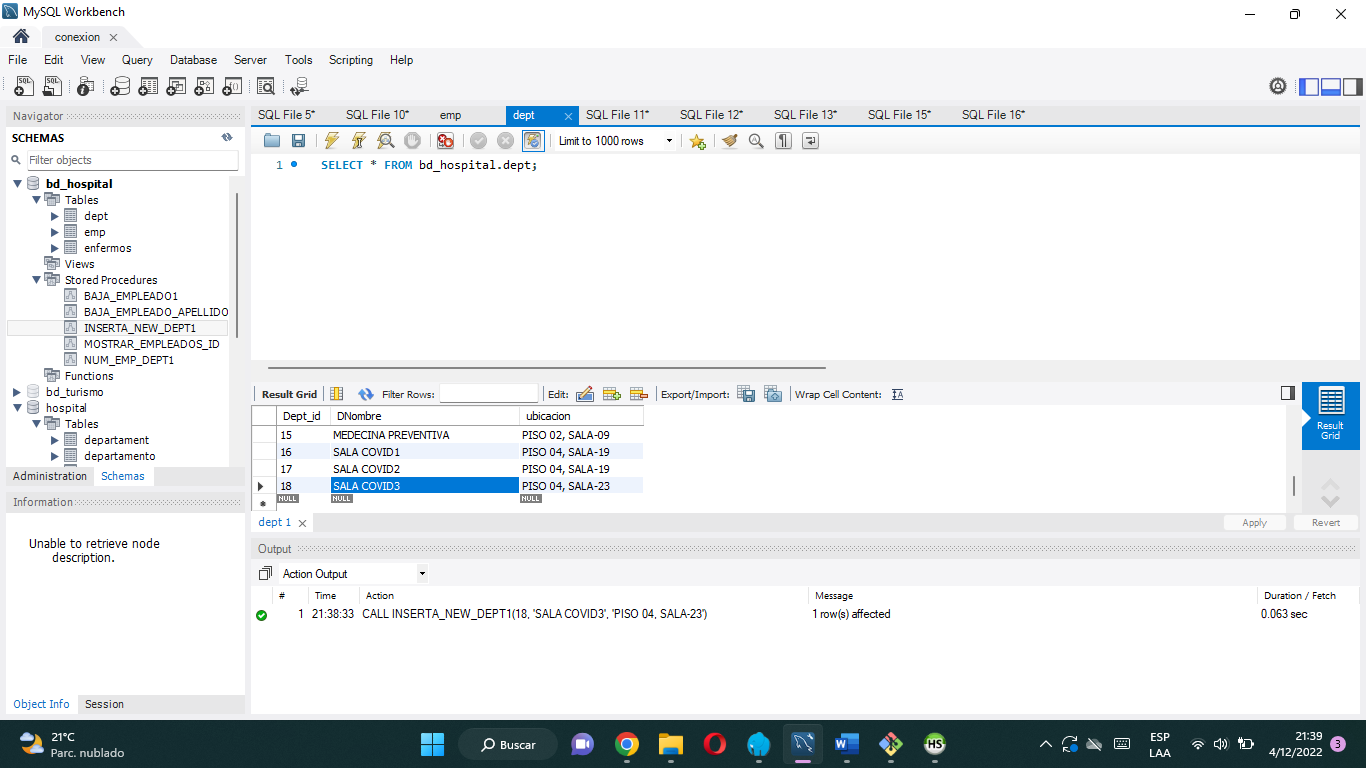 MySQL Workbench
conexion
File Edit View Query Database Server Tools Scripting Help
Navigator
SCHEMAS
Filter objects
bd_hospital
Tables
dept
emp
enfermos
Views
Stored Procedures
BAJA_EMPLEADO1
BAJA_EMPLEADO_APELLIDO
INSERTA_NEW_DEPT1
MOSTRAR_EMPLEADOS_ID
NUM_EMP_DEPT1
Functions
bd_turismo
hospital
Tables
departament
departamento
Administration Schemas
Information
Unable to retrieve node
description.
Object Info Session
SQL File 5* SQL File 10* emp dept SQL File 11* SQL File 12* SQL File 13* SQL File 15* SQL File 16*
Limit to 1000 rows
1 SELECT * FROM bd_hospital.dept;
Result Grid Filter Rows: Edit: Export/Import: Wrap Cell Content:
Dept_id DNombre ubicacion
15 MEDECINA PREVENTIVA PISO 02, SALA-09
16 SALA COVID1 PISO 04, SALA-19
17 SALA COVID2 PISO 04, SALA-19
18 SALA COVID3 PISO 04, SALA-23
NULL NULL NULL
Result
Grid
dept 1 Apply Revert
Output
Action Output
# Time Action Message Duration / Fetch
1 21:38:33 CALL INSERTA_NEW_DEPT1(18, 'SALA COVID3', 'PISO 04, SALA-23') 1 row(s) affected 0.063 sec
21°C
Parc. nublado
Buscar
HS
ESP
LAA
21:39
4/12/2022
3